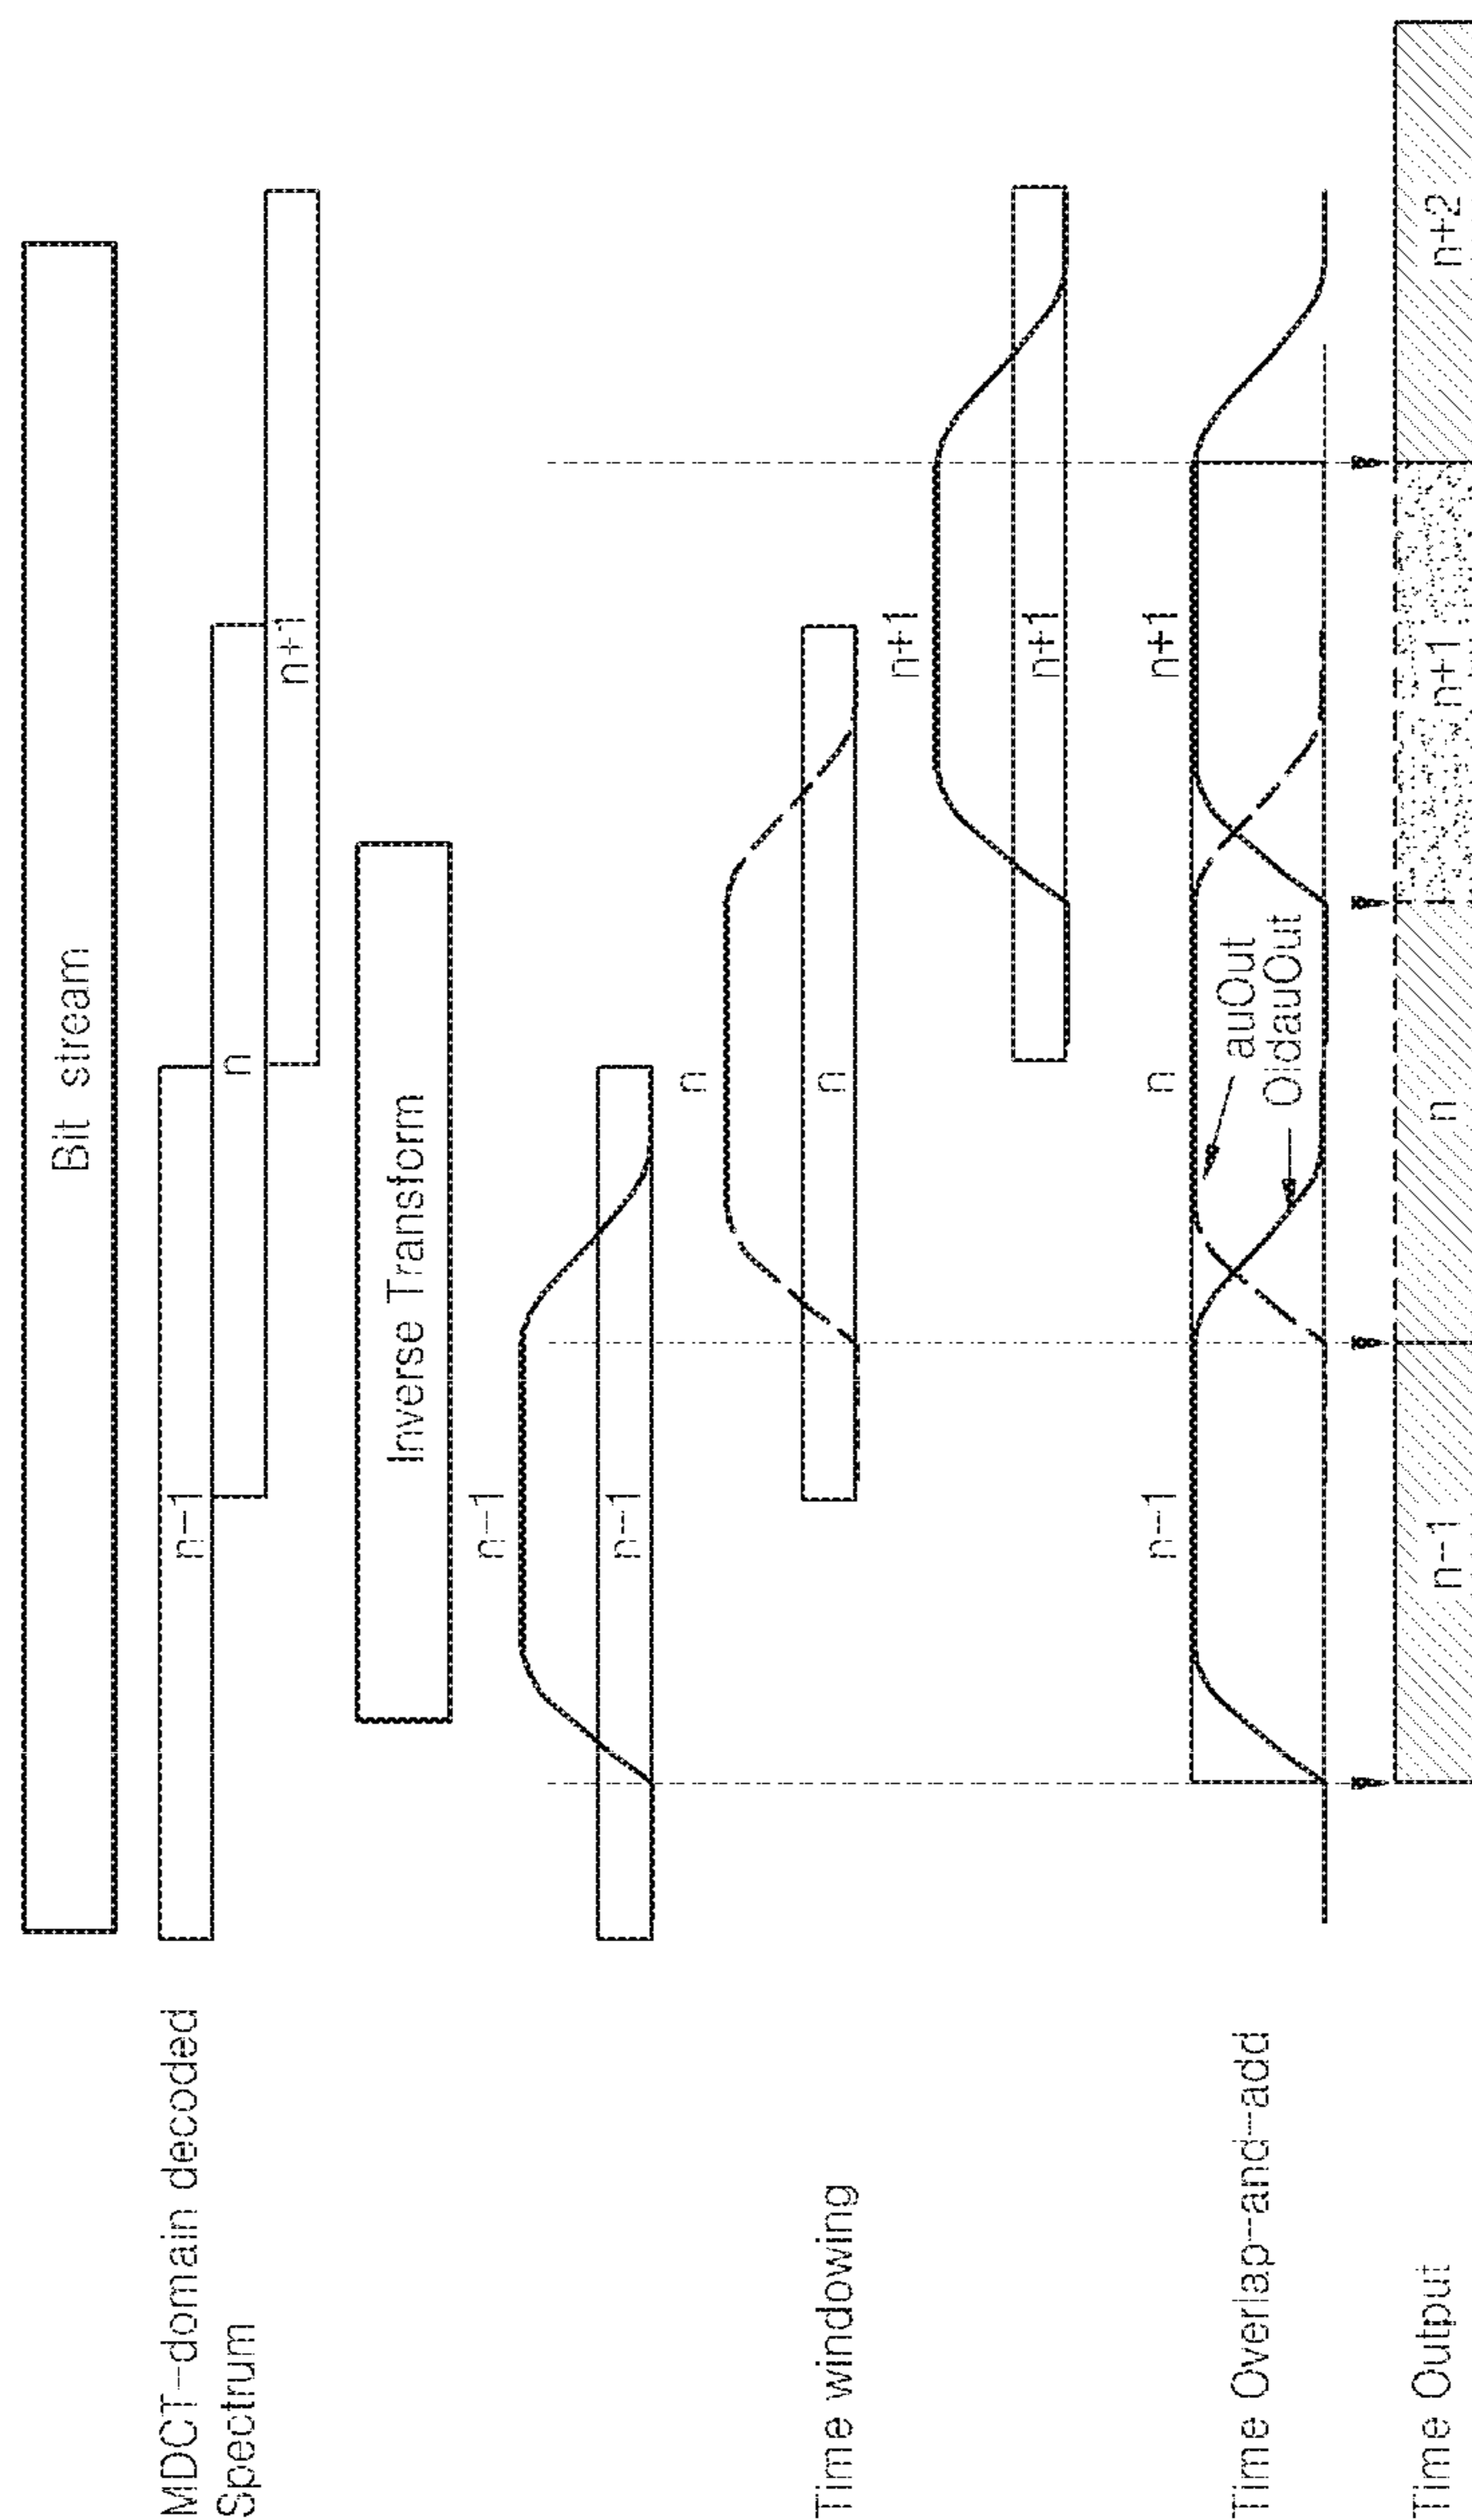 Bit stream
MDCT-domain decoded
Spectrum
n-1
n
n+1
Inverse Transform
n-1
n-1
Time windowing
n
n
n+1
n+1
Time Overlap-and-add
n-1
n
n+1
auOut
OldauOut
Time Output
n-1
n
n+1
n+2